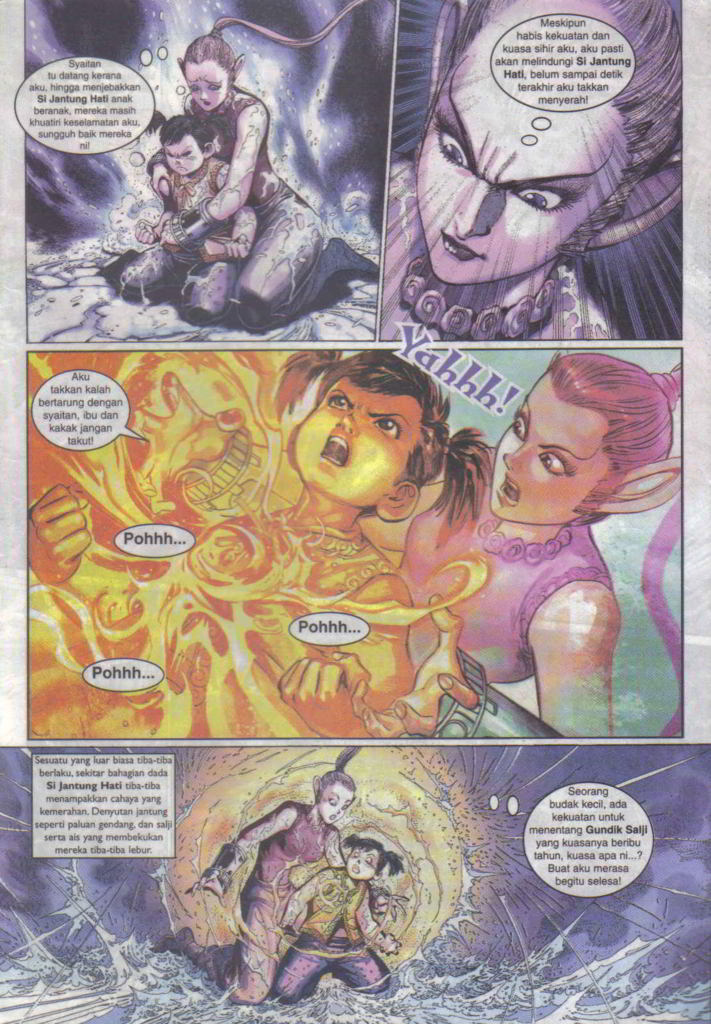 Syaitan
tu datang kerana
aku, hingga menjebakkan
Si Jantung Hati anak
beranak, mereka masih
khuatiri keselamatan aku,
sungguh baik mereka
ni!
Meskipun
habis kekuatan dan
kuasa sihir aku, aku pasti
akan melindungi Si Jantung
Hati, belum sampai detik
terakhir aku takkan
menyerah!
Yahhh!
Aku
takkan kalah
bertarung dengan
syaitan, ibu dan
kakak jangan
takut!
Pohhh...
Pohhh...
Pohhh...
Sesuatu yang luar biasa tiba-tiba
berlaku, sekitar bahagian dada
Si Jantung Hati tiba-tiba
menampakkan cahaya yang
kemerahan. Denyutan jantung
seperti paluan gendang, dan salji
serta ais yang membekukan
mereka tiba-tiba lebur.
Seorang
budak kecil, ada
kekuatan untuk
menentang Gundik Salji
yang kuasanya beribu
tahun, kuasa apa ni...?
Buat aku merasa
begitu selesa!